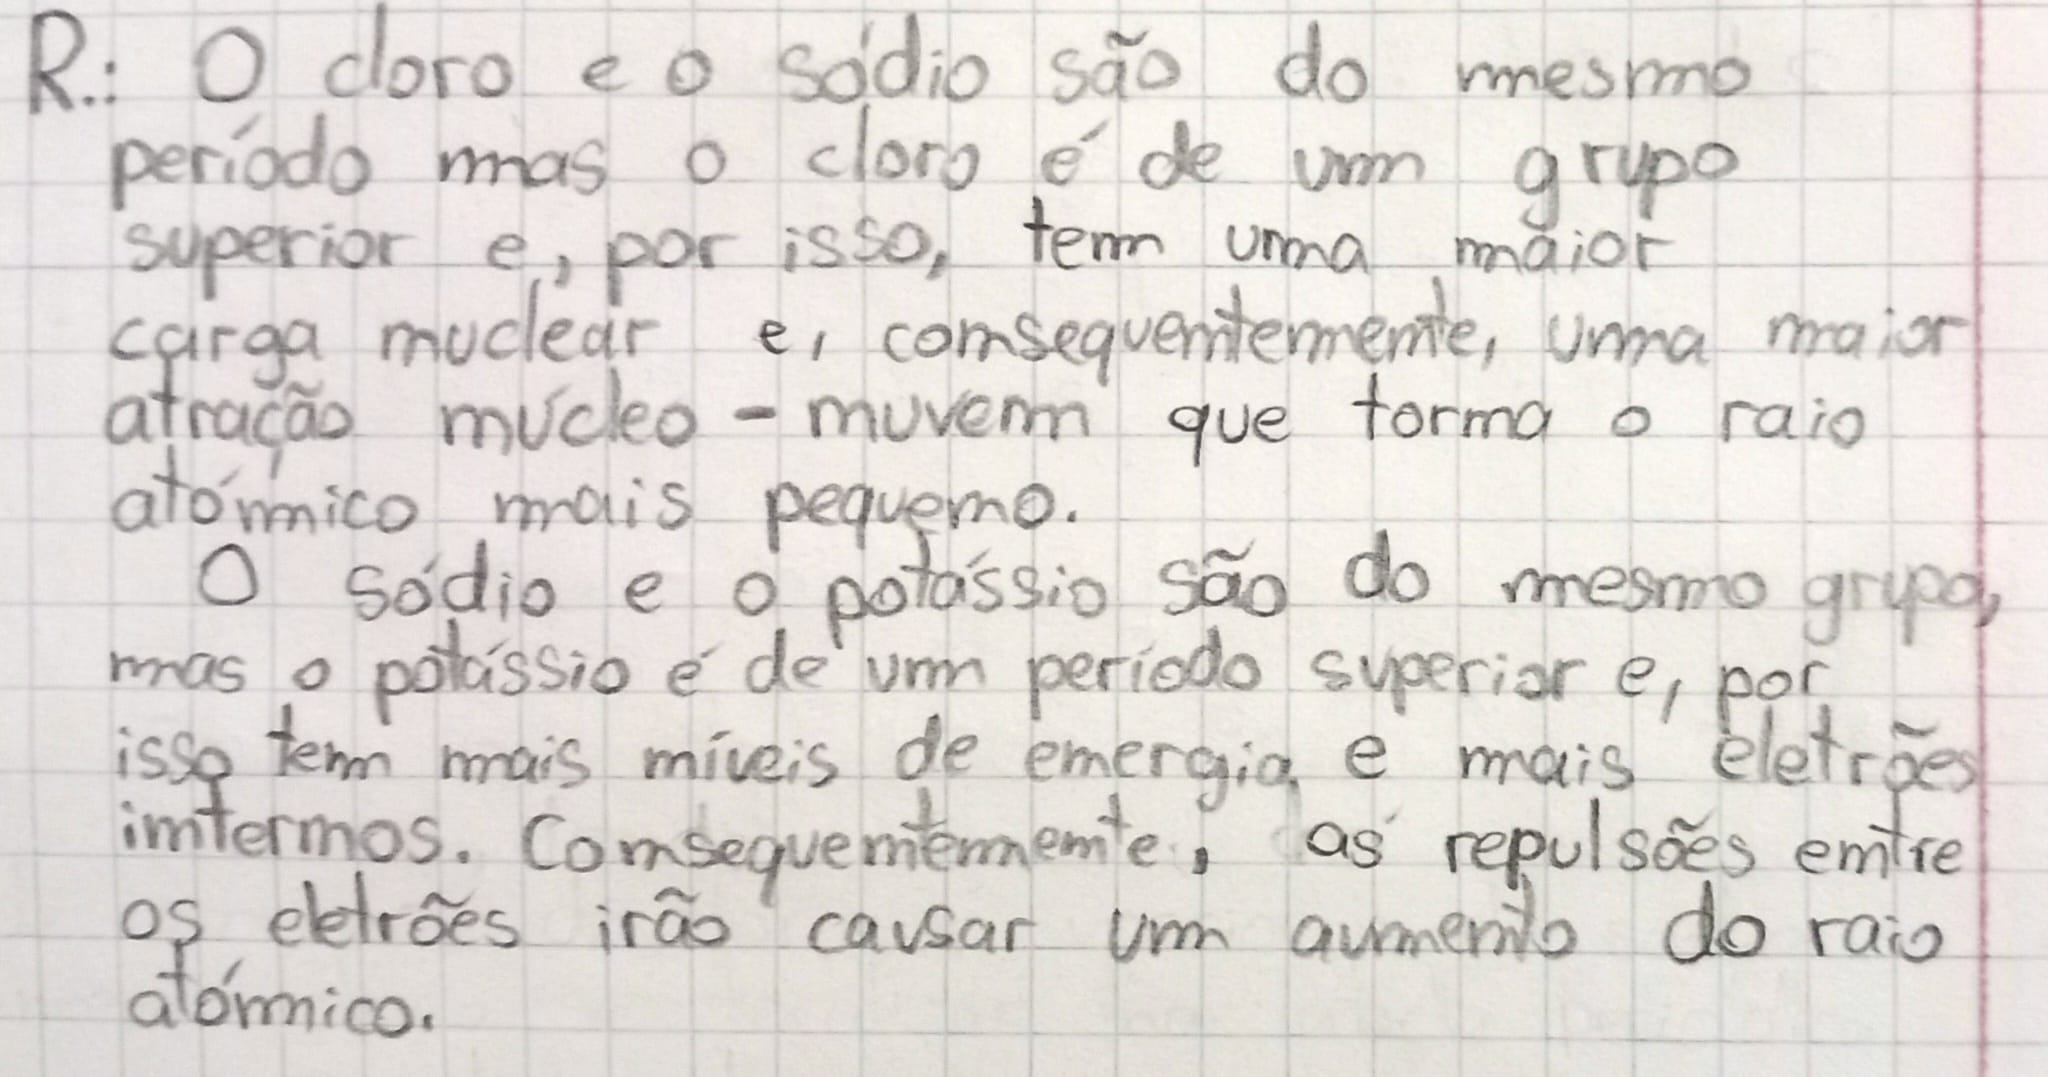 R.: O cloro e o sódio são do mesmo
período mas o cloro é de um grupo
superior e, por isso, tem uma maior
carga nuclear e, consequentemente, uma maior
atração núcleo - nuvem que torna o raio
atómico mais pequeno.
O sódio e o potássio são do mesmo grupo,
mas o potássio é de um período superior e, por
isso tem mais níveis de energia e mais eletrões
internos. Consequentemente, as repulsões entre
os eletrões irão causar um aumento do raio
atómico.